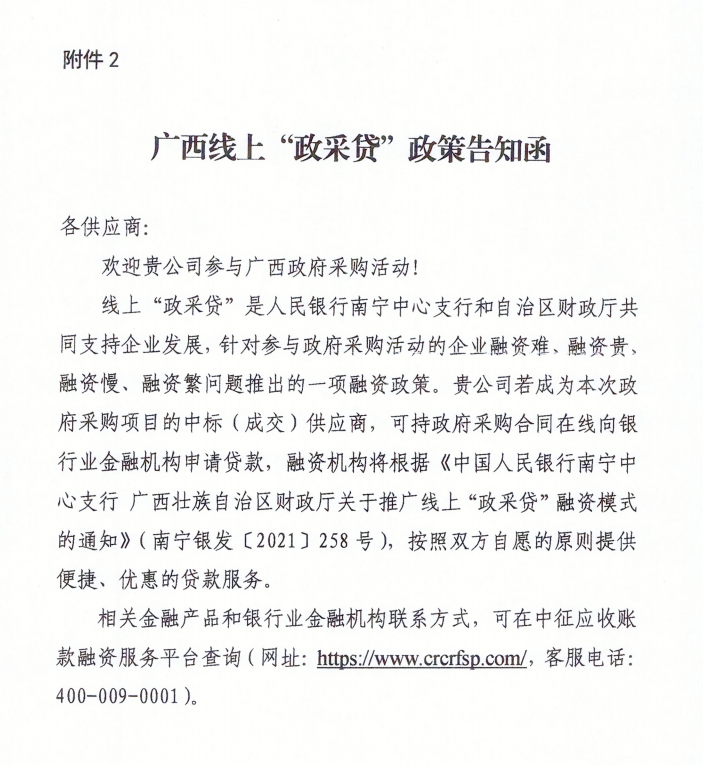 附件 2
广西线上“政采贷”政策告知函
各供应商：
欢迎贵公司参与广西政府采购活动！
线上“政采贷”是人民银行南宁中心支行和自治区财政厅共
同支持企业发展，针对参与政府采购活动的企业融资难、融资贵、
融资慢、融资繁问题推出的一项融资政策。贵公司若成为本次政
府采购项目的中标（成交）供应商，可持政府采购合同在线向银
行业金融机构申请贷款，融资机构将根据《中国人民银行南宁中
心支行 广西壮族自治区财政厅关于推广线上“政采贷”融资模式
的通知》（南宁银发〔2021〕258 号），按照双方自愿的原则提供
便捷、优惠的贷款服务。
相关金融产品和银行业金融机构联系方式，可在中征应收账
款融资服务平台查询（网址：https://www.crcrfsp.com/，客服电话：
400-009-0001）。